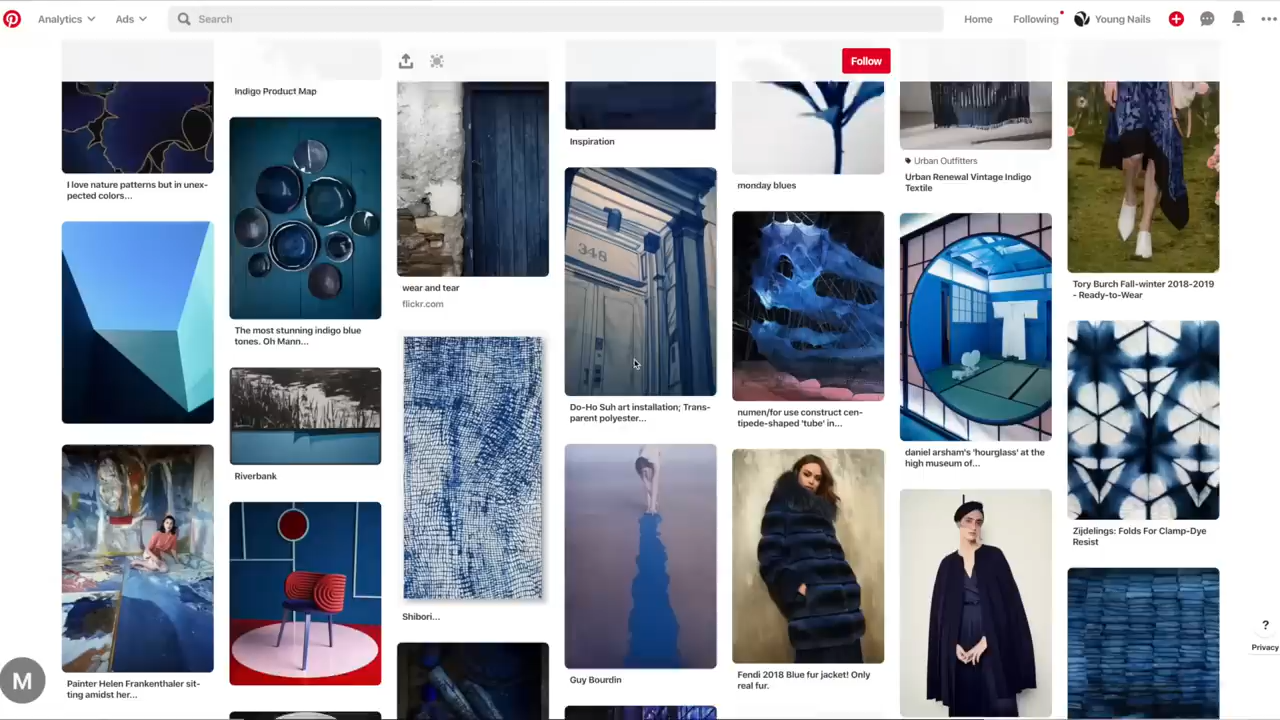 Analytics
Ads
Search
Home
Following
Young Nails
Follow
Indigo Product Map
I love nature patterns but in unex-
pected colors...
The most stunning indigo blue
tones. Oh Mann...
Riverbank
Painter Helen Frankenthaler sit-
ting amidst her...
wear and tear
flickr.com
Shibori...
Inspiration
348
Do-Ho Suh art installation; Trans-
parent polyester...
Guy Bourdin
monday blues
numen/for use construct cen-
tipede-shaped 'tube' in...
Fendi 2018 Blue fur jacket! Only
real fur.
Urban Outfitters
Urban Renewal Vintage Indigo
Textile
daniel arsham's 'hourglass' at the
high museum of...
Tory Burch Fall-winter 2018-2019
- Ready-to-Wear
Zijdelings: Folds For Clamp-Dye
Resist
M
?
Privacy